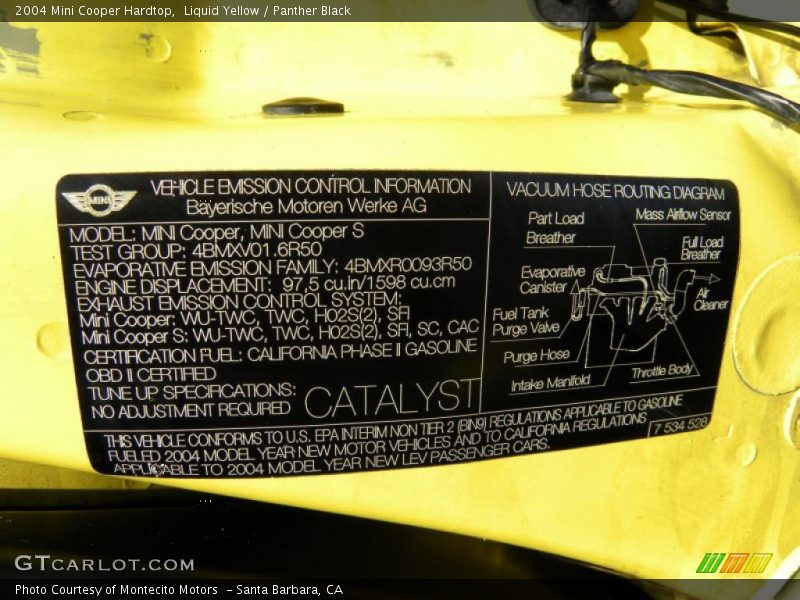 2004 Mini Cooper Hardtop,  Liquid Yellow / Panther Black
MINI
VEHICLE EMISSION CONTROL INFORMATION
Bayerische Motoren Werke AG
MODEL: MINI Cooper, MINI Cooper S
TEST GROUP: 4BMXV01.6R50
EVAPORATIVE EMISSION FAMILY: 4BMXR0093R50
ENGINE DISPLACEMENT: 97,5 cu.in/1598 cu.cm
EXHAUST EMISSION CONTROL SYSTEM:
Mini Cooper: WU-TWC, TWC, HO2S(2), SFI
Mini Cooper S: WU-TWC, TWC, HO2S(2), SFI, SC, CAC
CERTIFICATION FUEL: CALIFORNIA PHASE II GASOLINE
OBD II CERTIFIED
TUNE UP SPECIFICATIONS:
NO ADJUSTMENT REQUIRED
CATALYST
VACUUM HOSE ROUTING DIAGRAM
Part Load
Breather
Mass Airflow Sensor
Full Load
Breather
Evaporative
Canister
Air
Cleaner
Fuel Tank
Purge Valve
Purge Hose
Intake Manifold
Throttle Body
THIS VEHICLE CONFORMS TO U.S. EPA INTERIM NON TIER 2 (BIN9) REGULATIONS APPLICABLE TO GASOLINE
FUELED 2004 MODEL YEAR NEW MOTOR VEHICLES AND TO CALIFORNIA REGULATIONS
APPLICABLE TO 2004 MODEL YEAR NEW LEV PASSENGER CARS.
7 534 528
GTCARLOT.COM
Photo Courtesy of Montecito Motors  - Santa Barbara, CA